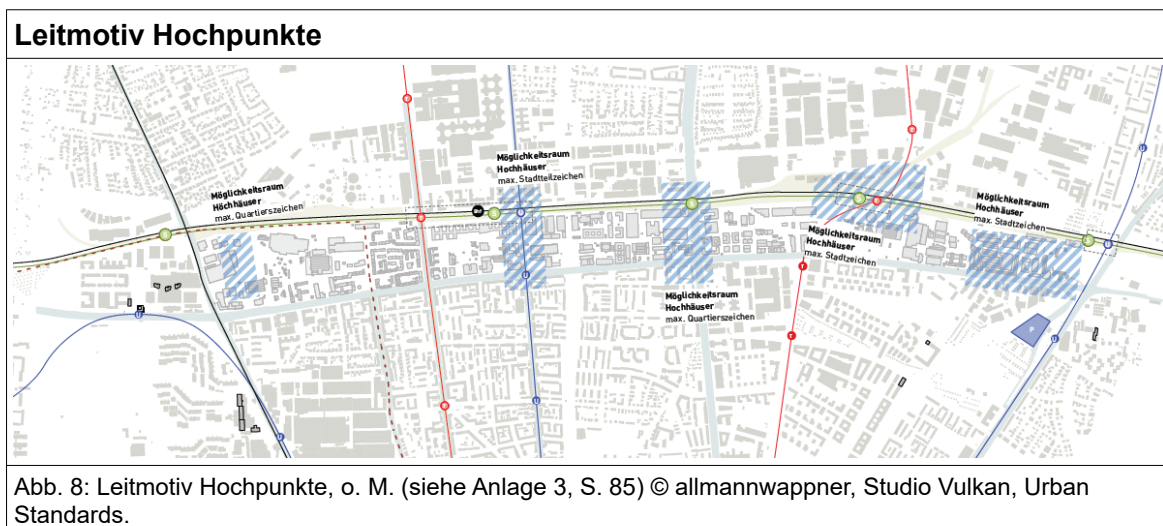 Leitmotiv Hochpunkte
Möglichkeitsraum
Hochhäuser
max. Stadtteilzeichen
Möglichkeitsraum
Hochhäuser
max. Quartierszeichen
Möglichkeitsraum
Hochhäuser
max. Stadtzeichen
Möglichkeitsraum
Hochhäuser
max. Stadtzeichen
Möglichkeitsraum
Hochhäuser
max. Quartierszeichen
Abb. 8: Leitmotiv Hochpunkte, o. M. (siehe Anlage 3, S. 85) © allmannwappner, Studio Vulkan, Urban
Standards.